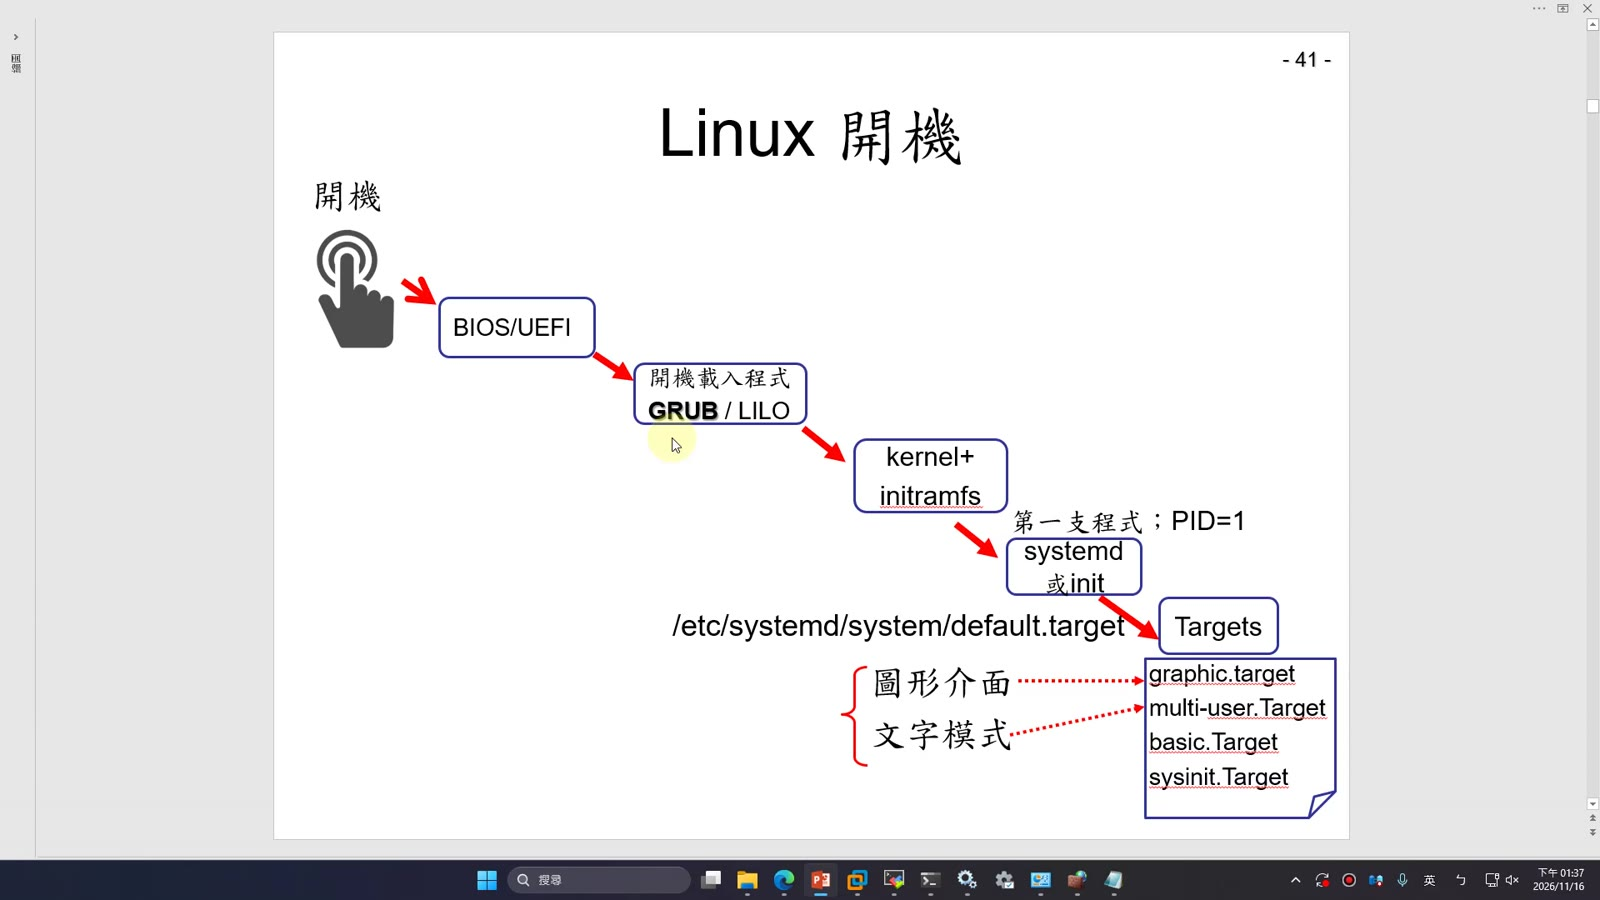 - 41 -
Linux 開機
開機
BIOS/UEFI
開機載入程式
GRUB / LILO
kernel+
initramfs
第一支程式；PID=1
systemd
或init
/etc/systemd/system/default.target
Targets
圖形介面
文字模式
graphic.target
multi-user.Target
basic.Target
sysinit.Target
搜尋
英
ㄅ
下午 01:37
2026/11/16